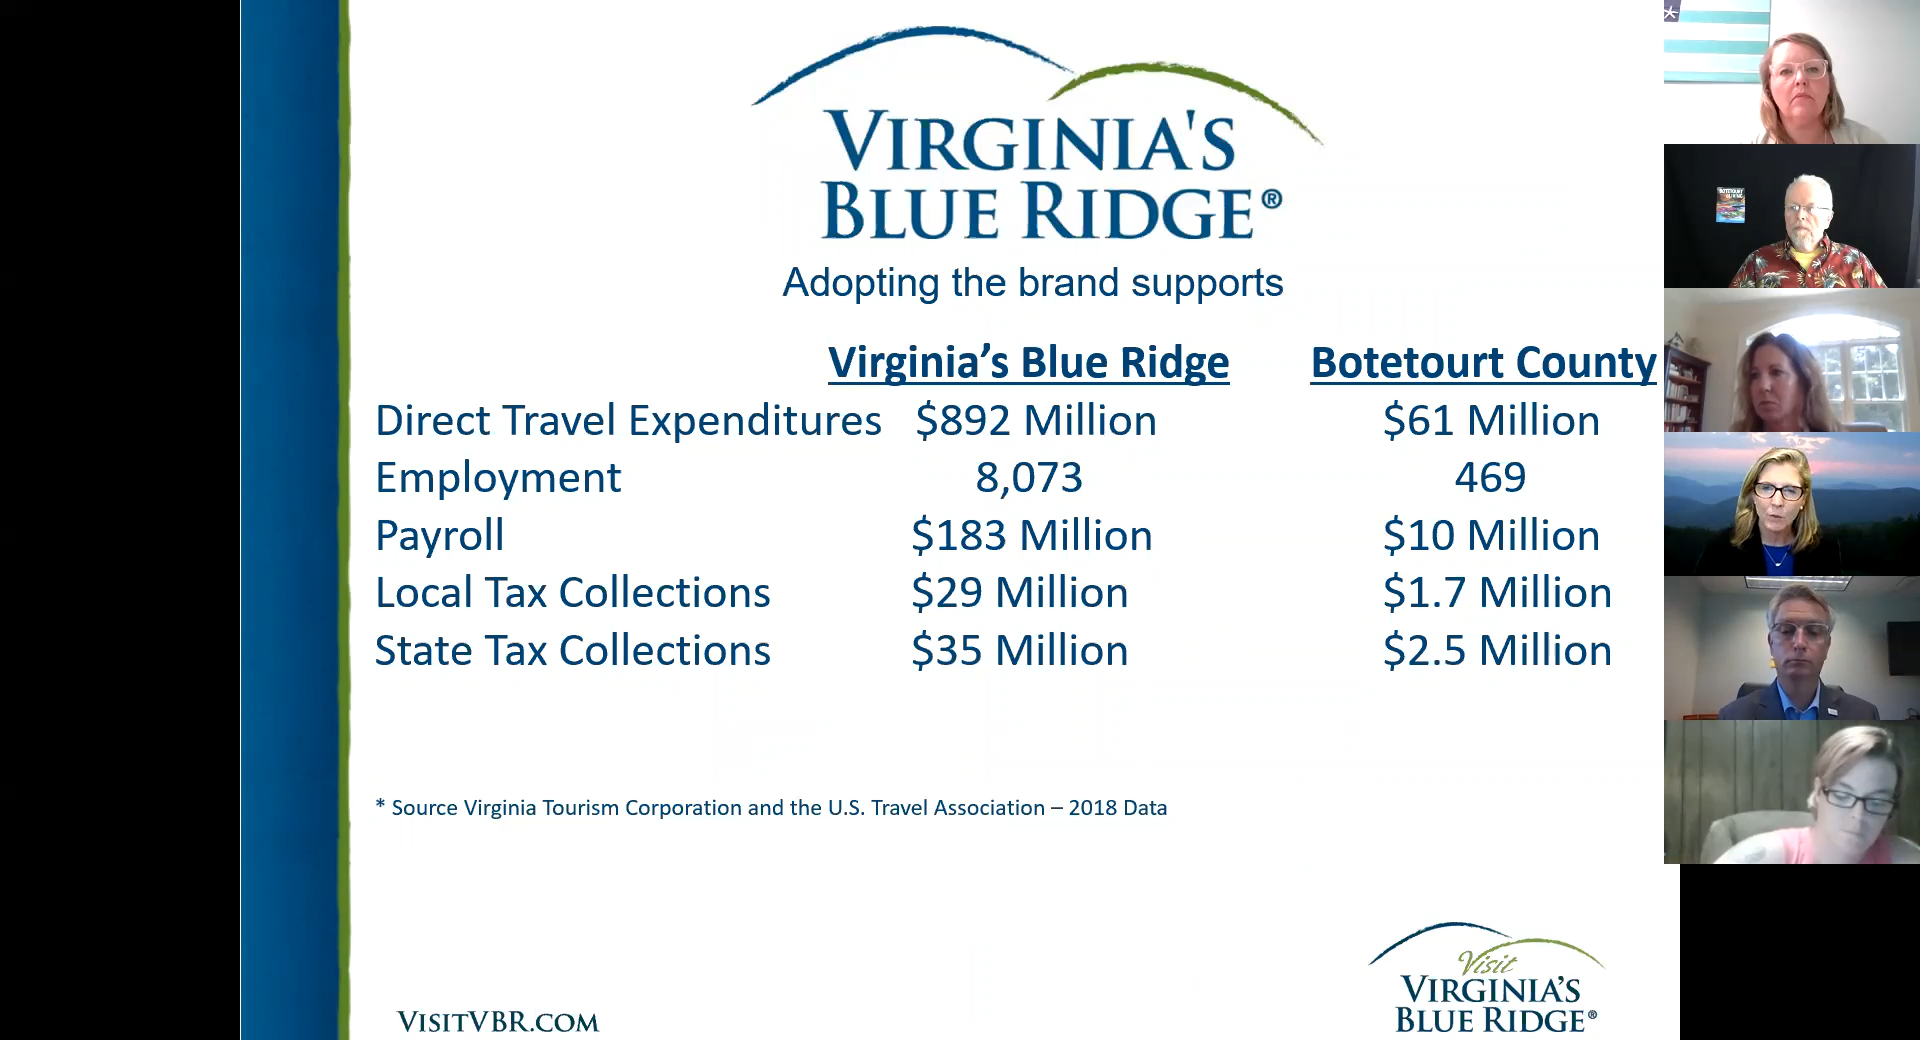 VIRGINIA'S
BLUE RIDGE®
Adopting the brand supports
Virginia's Blue Ridge Botetourt County
Direct Travel Expenditures $892 Million $61 Million
Employment 8,073 469
Payroll $183 Million $10 Million
Local Tax Collections $29 Million $1.7 Million
State Tax Collections $35 Million $2.5 Million
* Source Virginia Tourism Corporation and the U.S. Travel Association – 2018 Data
VISITVBR.COM
Visit
VIRGINIA'S
BLUE RIDGE®
BOTETOURT